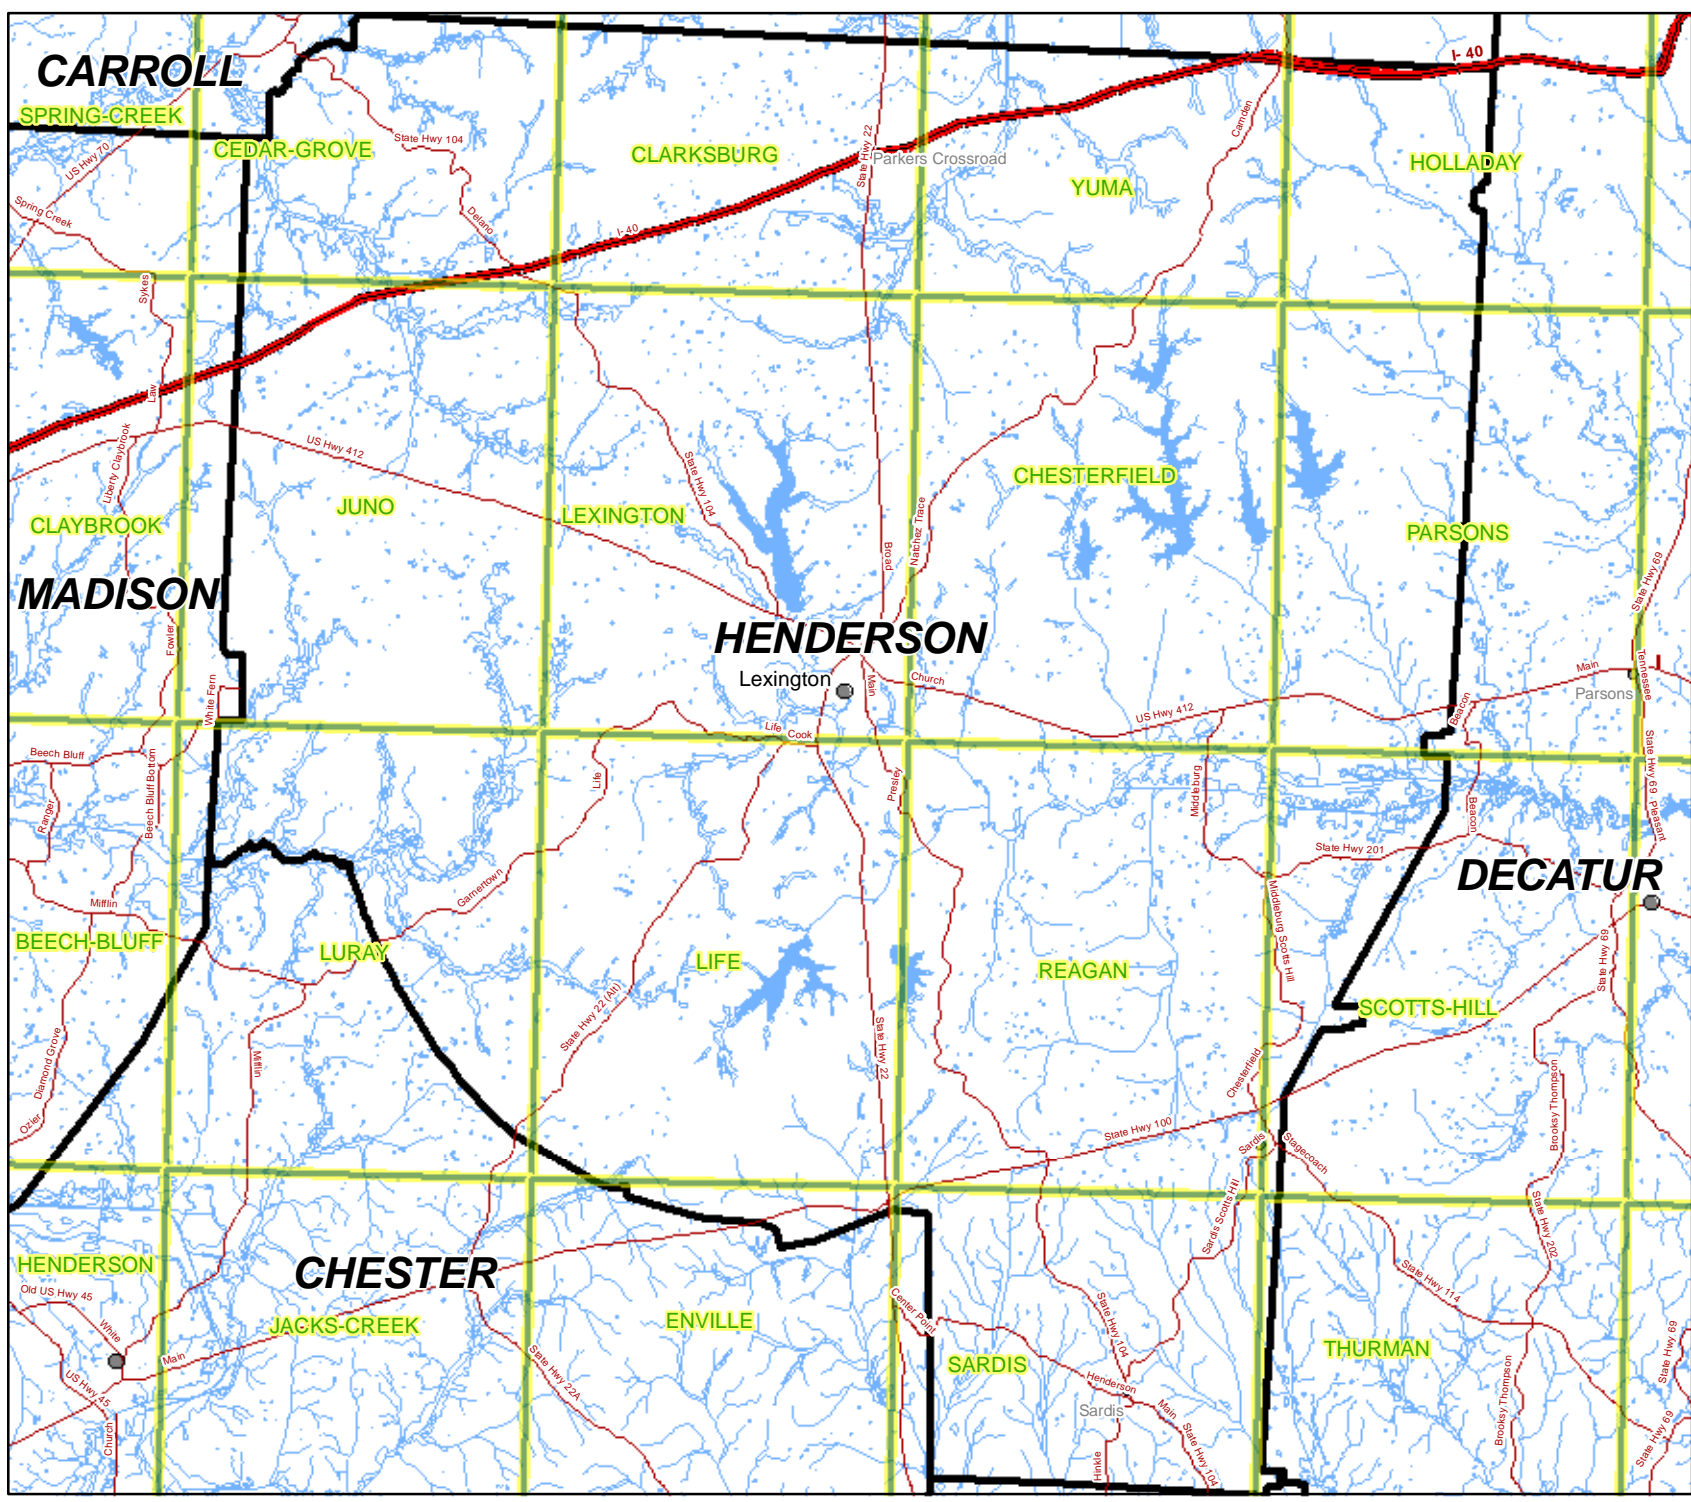 I- 40
CARROLL
SPRING-CREEK
CEDAR-GROVE
State Hwy 104
CLARKSBURG
State Hwy 22
Parkers Crossroad
Camden
HOLLADAY
YUMA
US Hwy 70
Spring Creek
Delano
I- 40
Sykes
Law
Liberty Claybrook
US Hwy 412
State Hwy 104
JUNO
LEXINGTON
CHESTERFIELD
CLAYBROOK
Broad
Natchez Trace
PARSONS
State Hwy 69
MADISON
Fowler
HENDERSON
Lexington
Main
Church
White Fern
US Hwy 412
Beacon
Main
Tennessee
Parsons
Life
Cook
Beech Bluff
Ranger
Beech Bluff Bottom
Life
Presley
Middleburg
Beacon
State Hwy 69
Pleasant
State Hwy 201
DECATUR
Mifflin
Garnertown
Middleburg Scotts Hill
BEECH-BLUFF
LURAY
LIFE
REAGAN
State Hwy 69
SCOTTS-HILL
State Hwy 22 (Alt)
State Hwy 22
Diamond Grove
Ozier
Mifflin
Chesterfield
Brooksy Thompson
State Hwy 100
Sardis
Stagecoach
Sardis Scotts Hill
State Hwy 202
HENDERSON
CHESTER
Old US Hwy 45
White
JACKS-CREEK
ENVILLE
Center Point
State Hwy 104
State Hwy 114
THURMAN
SARDIS
Main
US Hwy 45
Church
State Hwy 22A
Henderson
Sardis
Main
State Hwy 104
Hinkle
Brooksy Thompson
State Hwy 69
State Hwy 69